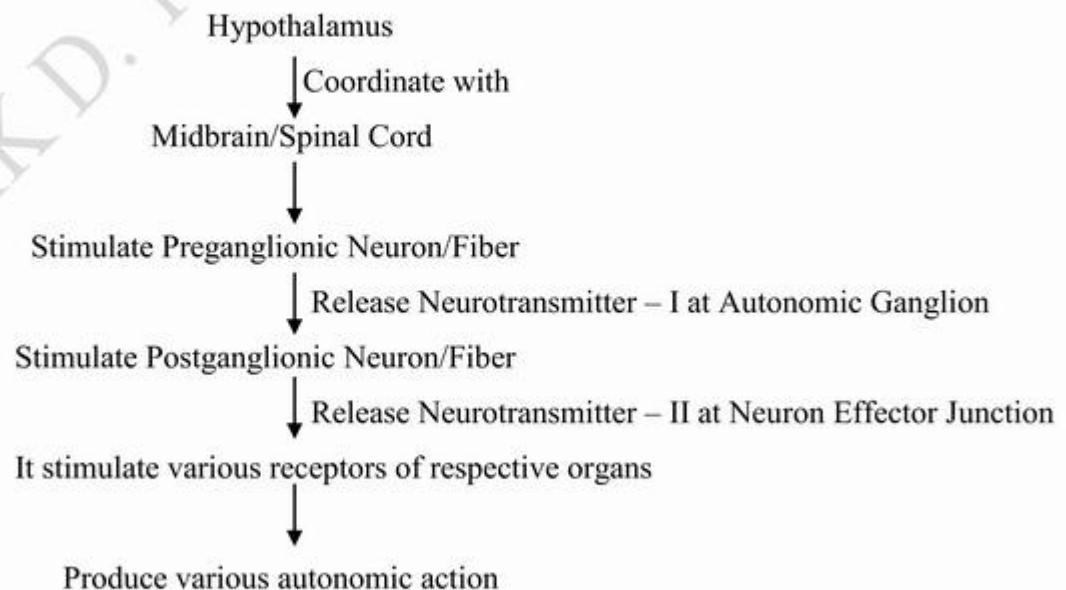 Hypothalamus
Coordinate with
Midbrain/Spinal Cord
Stimulate Preganglionic Neuron/Fiber
Release Neurotransmitter – I at Autonomic Ganglion
Stimulate Postganglionic Neuron/Fiber
Release Neurotransmitter – II at Neuron Effector Junction
It stimulate various receptors of respective organs
Produce various autonomic action